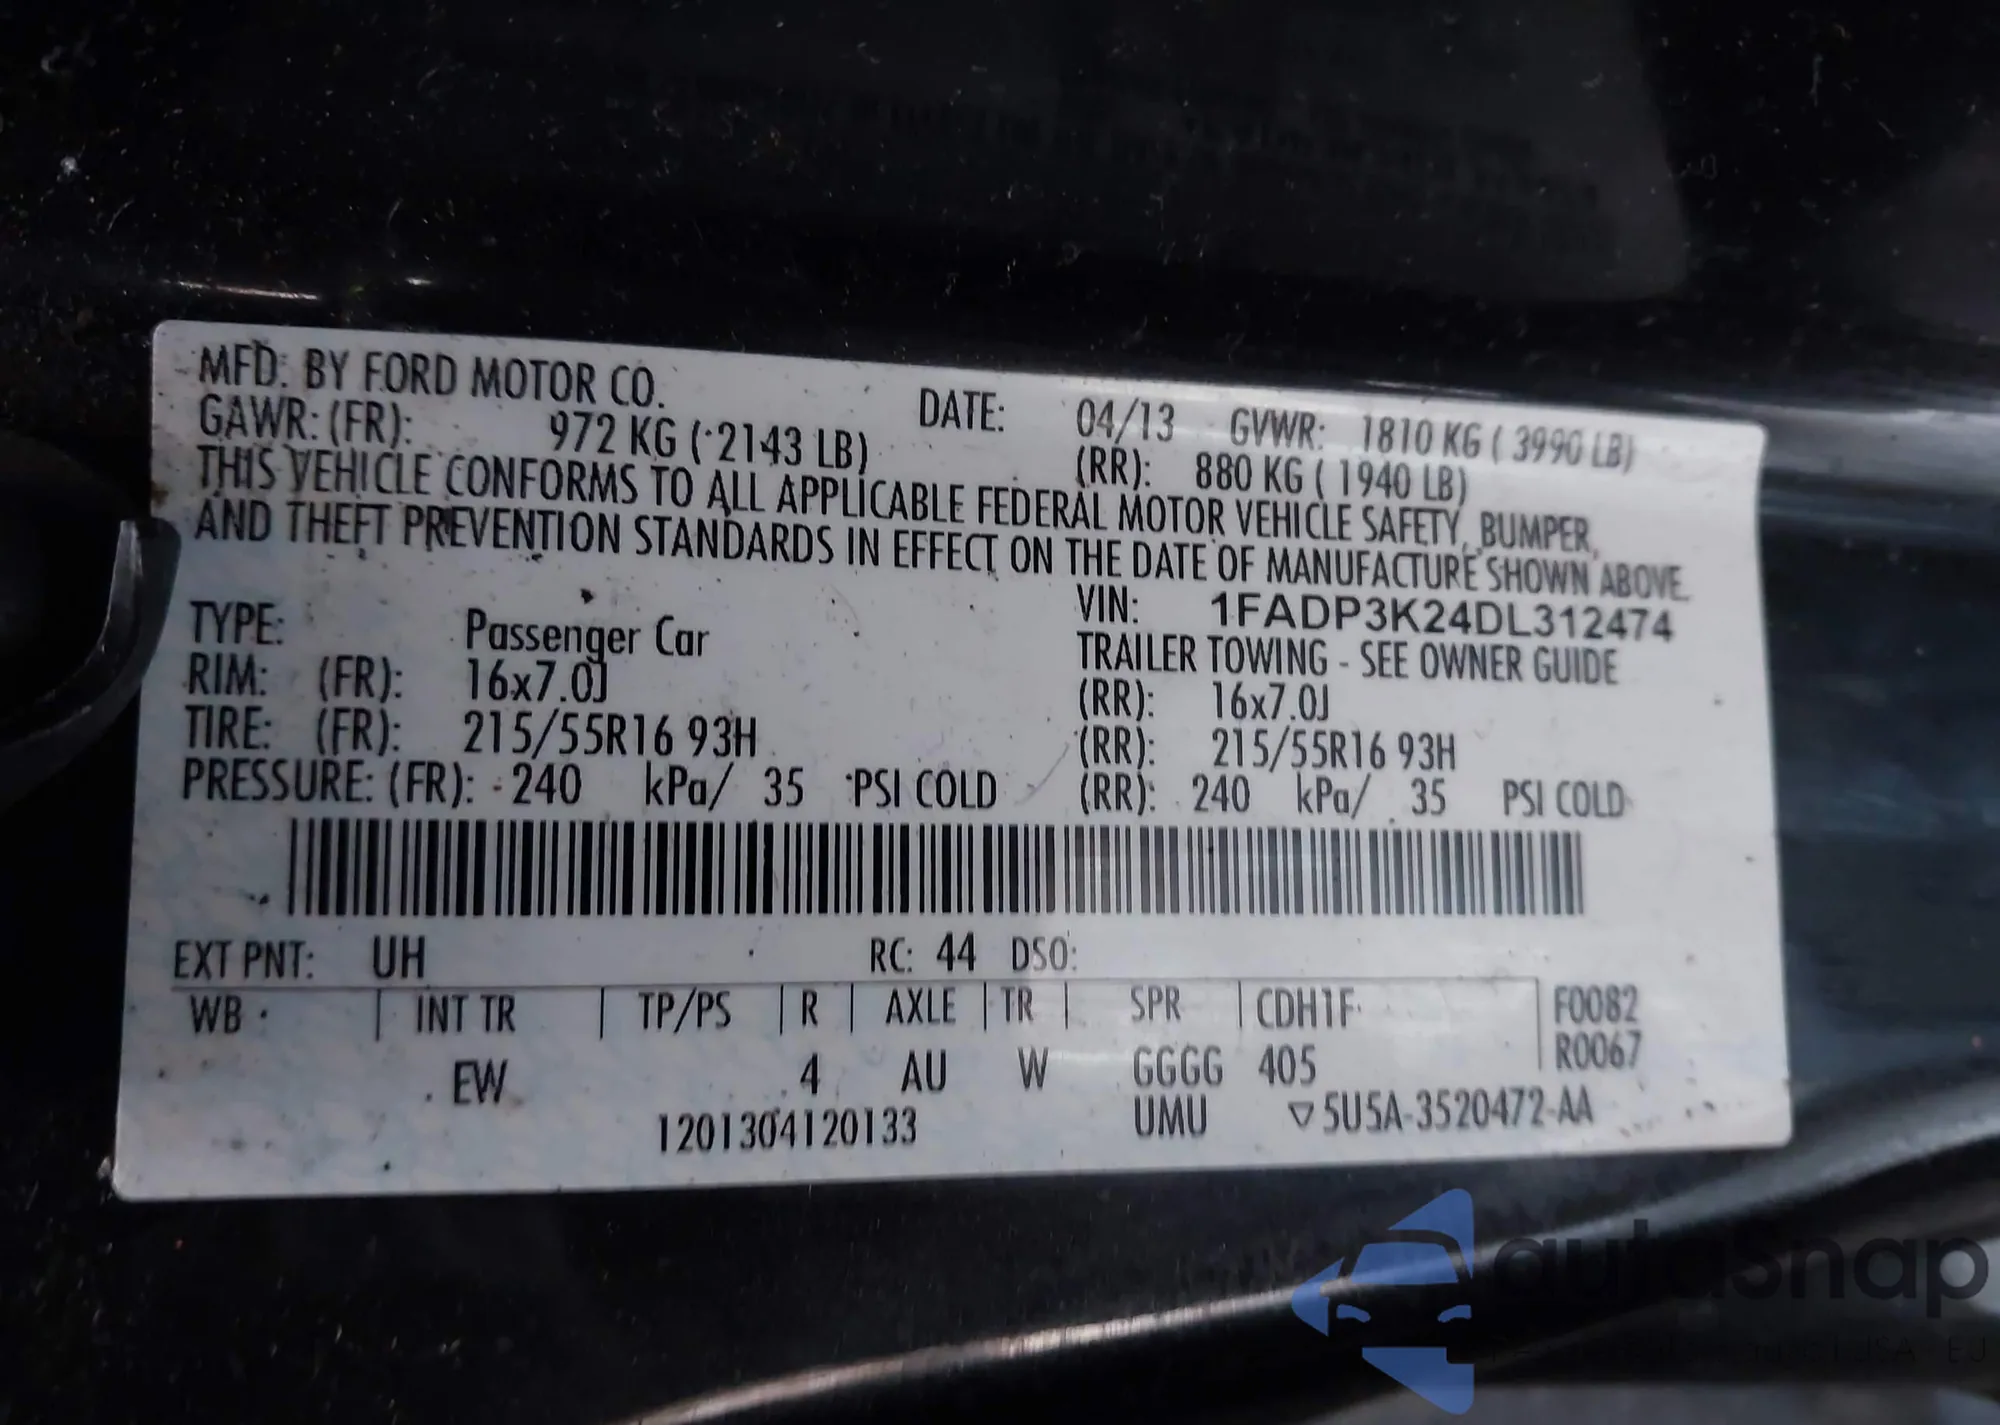 MFD. BY FORD MOTOR CO.
DATE: 04/13 GVWR: 1810 KG ( 3990 LB)
GAWR: (FR): 972 KG ( 2143 LB) (RR): 880 KG ( 1940 LB)
THIS VEHICLE CONFORMS TO ALL APPLICABLE FEDERAL MOTOR VEHICLE SAFETY, BUMPER,
AND THEFT PREVENTION STANDARDS IN EFFECT ON THE DATE OF MANUFACTURE SHOWN ABOVE.
VIN: 1FADP3K24DL312474
TYPE: Passenger Car TRAILER TOWING - SEE OWNER GUIDE
RIM: (FR): 16x7.0J (RR): 16x7.0J
TIRE: (FR): 215/55R16 93H (RR): 215/55R16 93H
PRESSURE: (FR): 240 kPa/ 35 PSI COLD (RR): 240 kPa/ 35 PSI COLD
EXT PNT: UH RC: 44 DSO:
WB | INT TR | TP/PS | R | AXLE | TR | SPR | CDH1F F0082
EW 4 AU W GGGG 405 R0067
1201304120133 UMU ▽5U5A-3520472-AA
autosnap